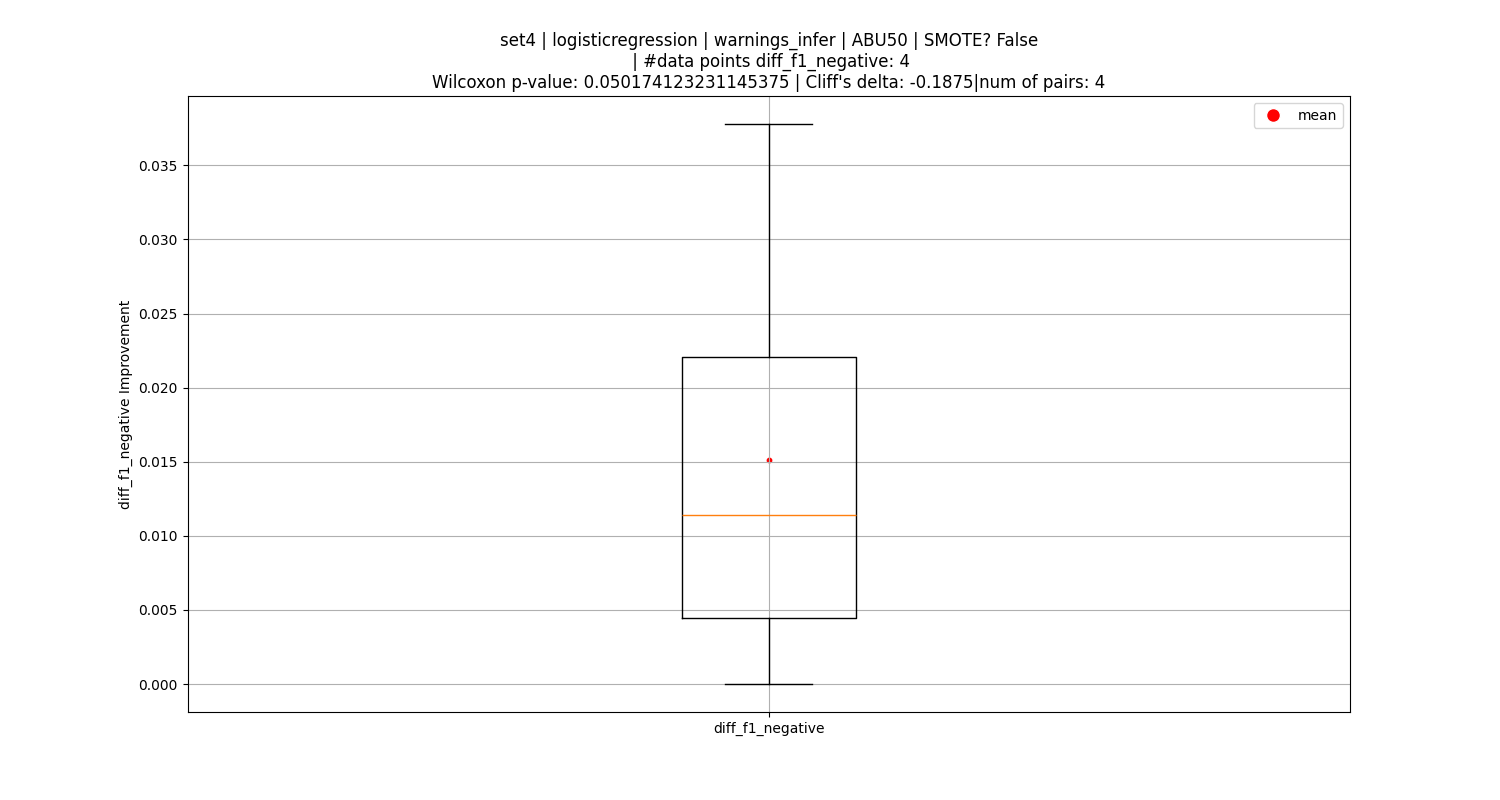 set4 | logisticregression | warnings_infer | ABU50 | SMOTE? False
| #data points diff_f1_negative: 4
Wilcoxon p-value: 0.050174123231145375 | Cliff's delta: -0.1875|num of pairs: 4
mean
0.035
0.030
0.025
0.020
0.015
0.010
0.005
0.000
diff_f1_negative Improvement
diff_f1_negative